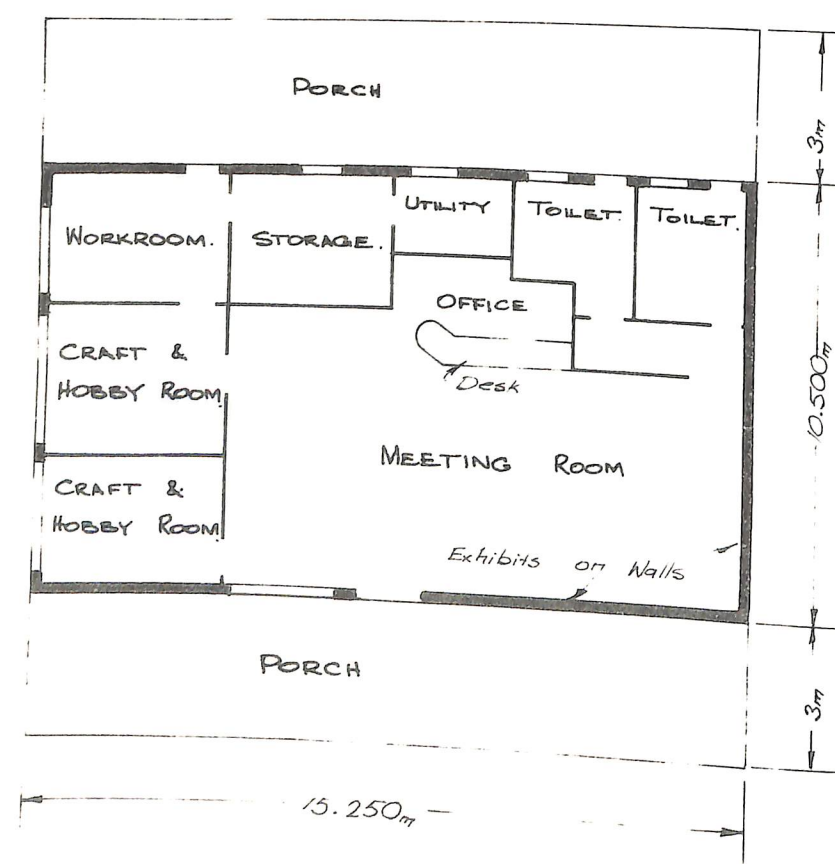 PORCH
3m
UTILITY
TOILET.
TOILET.
WORKROOM.
STORAGE.
OFFICE
CRAFT &
HOBBY ROOM
Desk
10.500m
MEETING ROOM
CRAFT &
HOBBY ROOM
Exhibits on Walls
PORCH
3m
15.250m